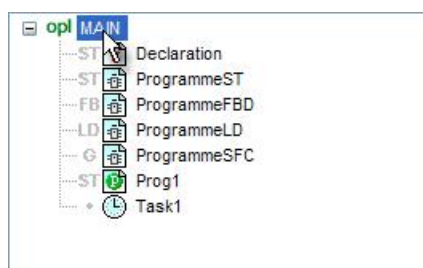 opl MAIN
ST Declaration
ST ProgrammeST
FB ProgrammeFBD
LD ProgrammeLD
G ProgrammeSFC
ST Prog1
Task1